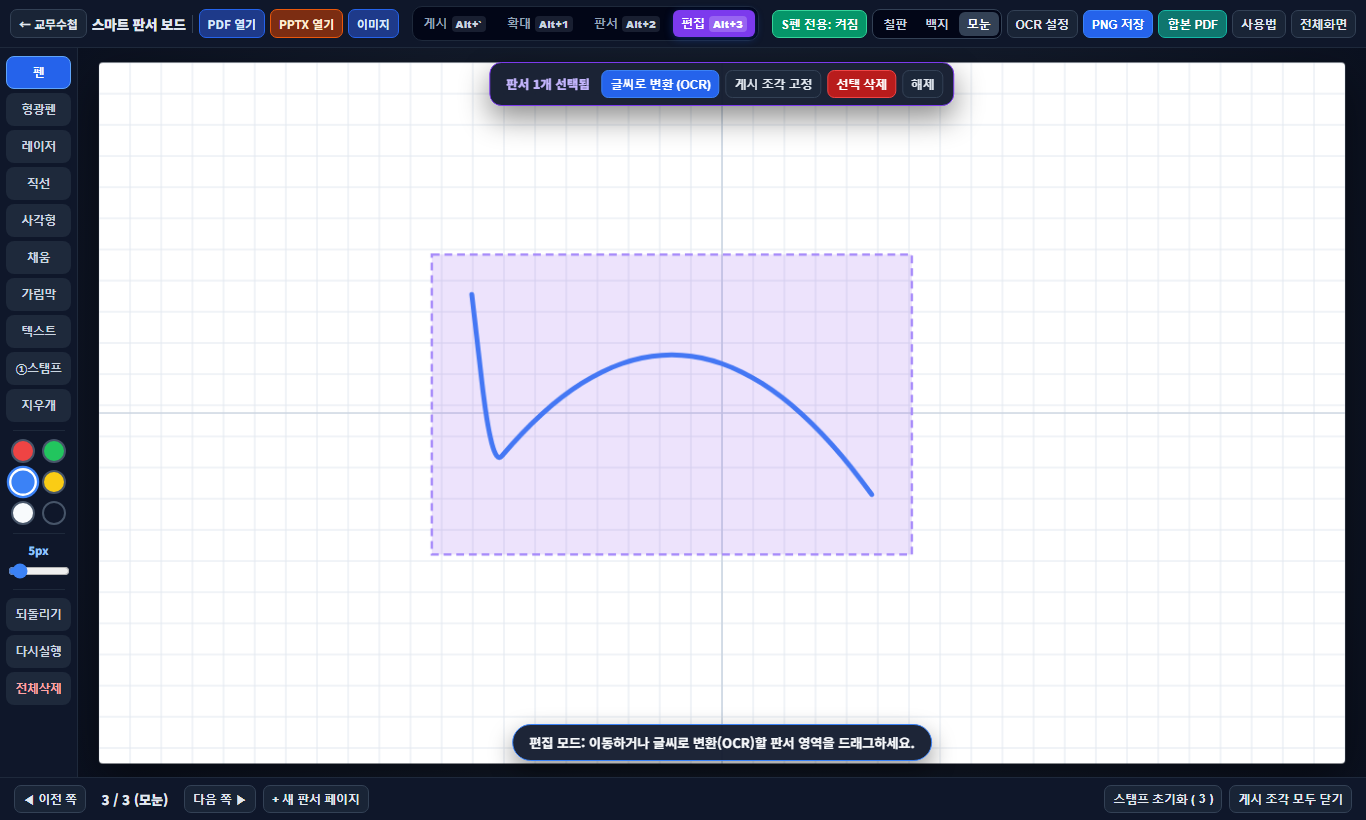 ← 교무수첩 스마트 판서 보드 PDF 열기 PPTX 열기 이미지 게시 Alt+` 확대 Alt+1 판서 Alt+2 편집 Alt+3 S펜 전용: 켜짐 칠판 백지 모눈 OCR 설정 PNG 저장 합본 PDF 사용법 전체화면
판서 1개 선택됨 글씨로 변환 (OCR) 게시 조각 고정 선택 삭제 해제
펜
형광펜
레이저
직선
사각형
채움
가림막
텍스트
①스탬프
지우개
5px
되돌리기
다시실행
전체삭제
편집 모드: 이동하거나 글씨로 변환(OCR)할 판서 영역을 드래그하세요.
◀ 이전 쪽 3 / 3 (모눈) 다음 쪽 ▶ + 새 판서 페이지 스탬프 초기화 ( 3 ) 게시 조각 모두 닫기